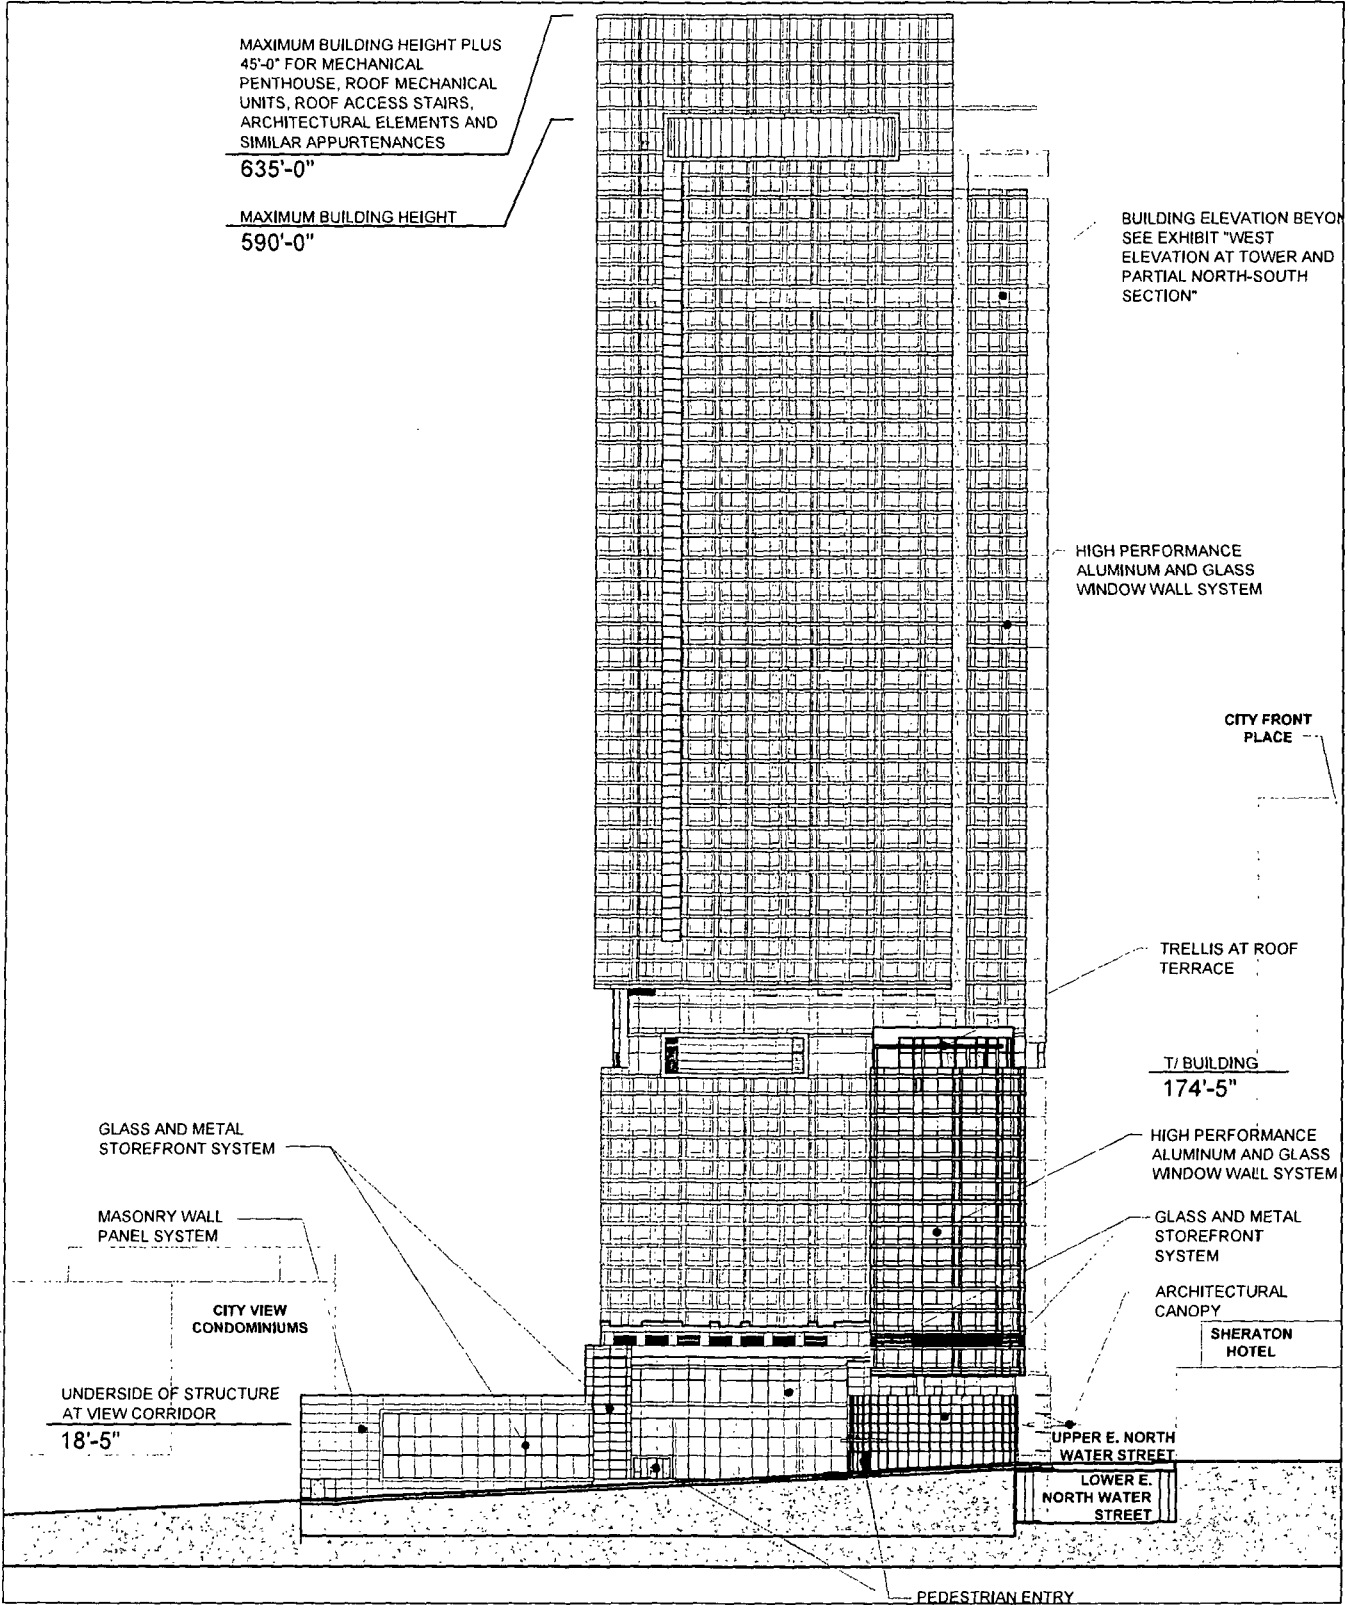 MAXIMUM BUILDING HEIGHT PLUS
45'-0" FOR MECHANICAL
PENTHOUSE, ROOF MECHANICAL
UNITS, ROOF ACCESS STAIRS,
ARCHITECTURAL ELEMENTS AND
SIMILAR APPURTENANCES
635'-0"
MAXIMUM BUILDING HEIGHT
590'-0"
BUILDING ELEVATION BEYON
SEE EXHIBIT "WEST
ELEVATION AT TOWER AND
PARTIAL NORTH-SOUTH
SECTION"
HIGH PERFORMANCE
ALUMINUM AND GLASS
WINDOW WALL SYSTEM
CITY FRONT
PLACE
TRELLIS AT ROOF
TERRACE
T/ BUILDING
174'-5"
GLASS AND METAL
STOREFRONT SYSTEM
HIGH PERFORMANCE
ALUMINUM AND GLASS
WINDOW WALL SYSTEM
MASONRY WALL
PANEL SYSTEM
GLASS AND METAL
STOREFRONT
SYSTEM
CITY VIEW
CONDOMINIUMS
ARCHITECTURAL
CANOPY
SHERATON
HOTEL
UNDERSIDE OF STRUCTURE
AT VIEW CORRIDOR
18'-5"
UPPER E. NORTH
WATER STREET
LOWER E.
NORTH WATER
STREET
PEDESTRIAN ENTRY